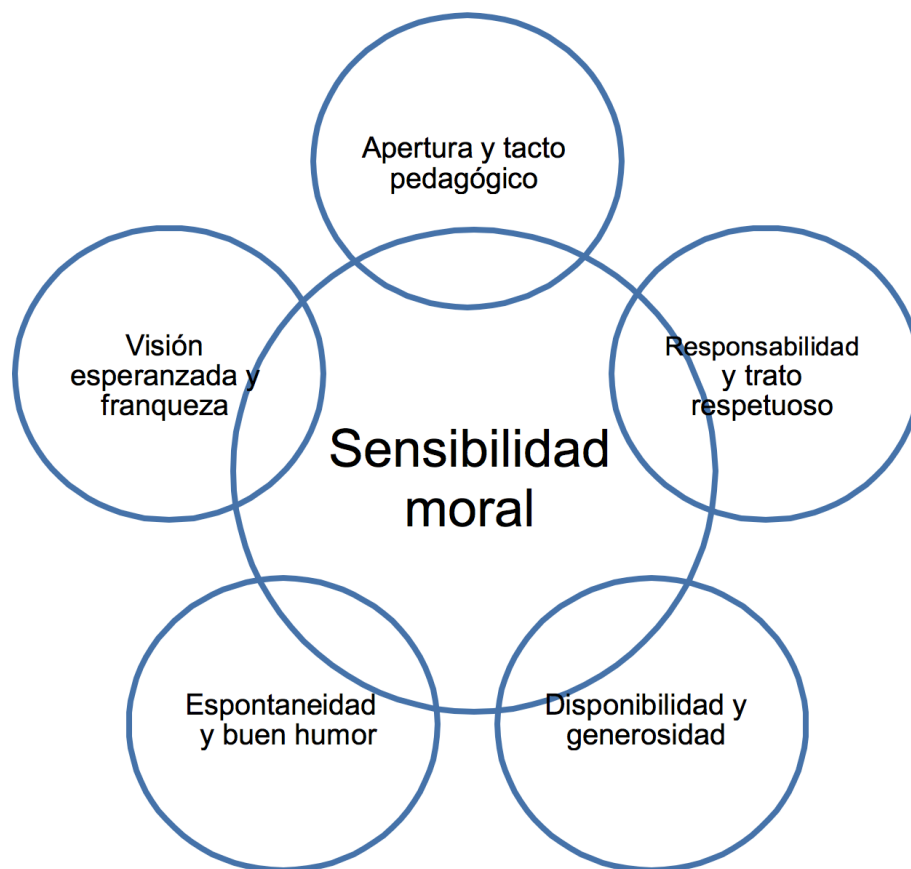 Apertura y tacto
pedagógico
Visión
esperanzada y
franqueza
Responsabilidad
y trato
respetuoso
Sensibilidad
moral
Espontaneidad
y buen humor
Disponibilidad y
generosidad